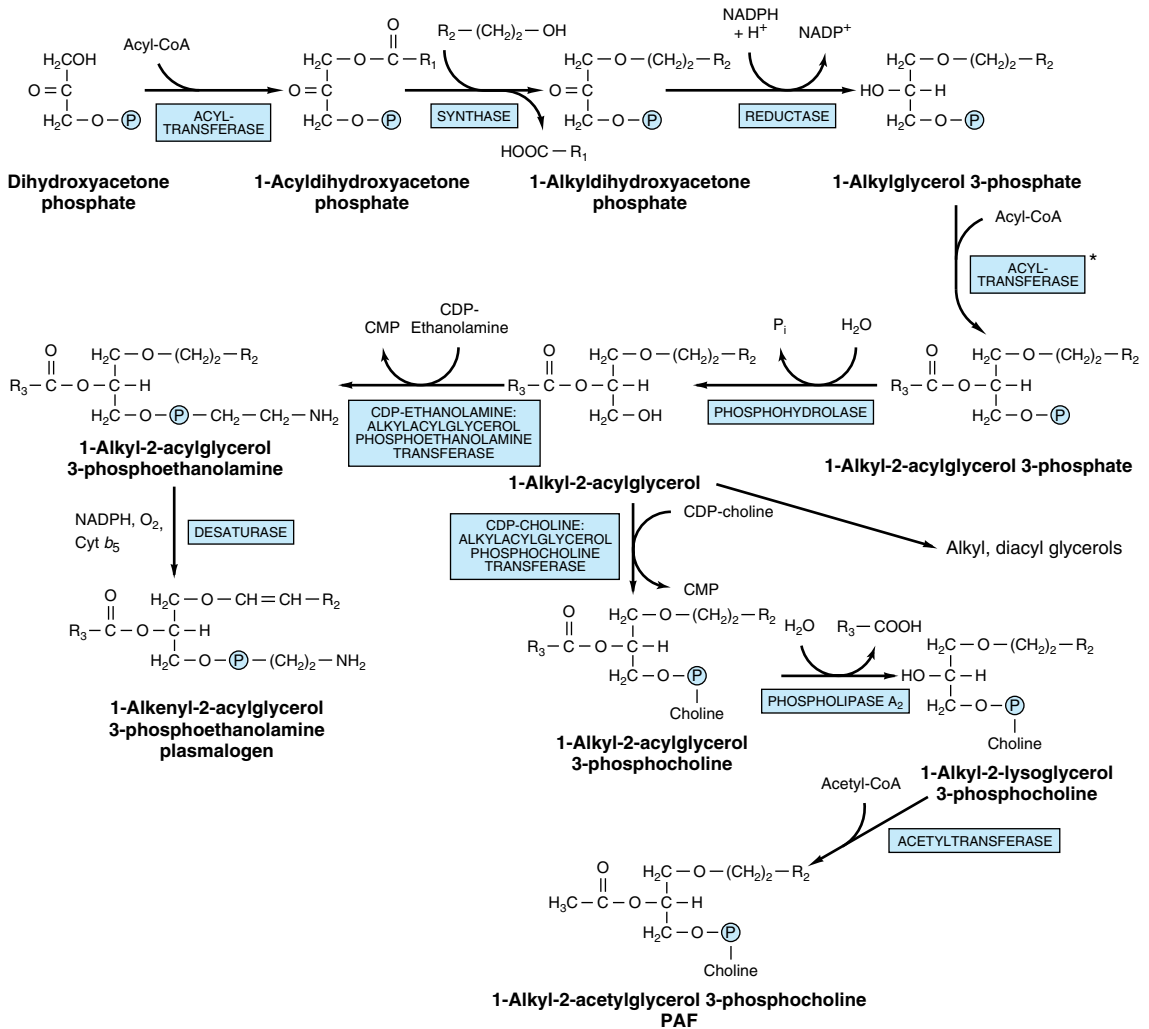 Acyl-CoA
H₂COH
O=C
H₂C—O—P
ACYL-
TRANSFERASE
Dihydroxyacetone
phosphate
O
H₂C—O—C—R₁
O=C
H₂C—O—P
1-Acyldihydroxyacetone
phosphate
R₂—(CH₂)₂—OH
SYNTHASE
HOOC—R₁
H₂C—O—(CH₂)₂—R₂
O=C
H₂C—O—P
1-Alkyldihydroxyacetone
phosphate
NADPH
+ H⁺
NADP⁺
REDUCTASE
H₂C—O—(CH₂)₂—R₂
HO—C—H
H₂C—O—P
1-Alkylglycerol 3-phosphate
Acyl-CoA
ACYL-
TRANSFERASE
*
O
H₂C—O—(CH₂)₂—R₂
R₃—C—O—C—H
H₂C—O—P
1-Alkyl-2-acylglycerol 3-phosphate
Pi
H₂O
PHOSPHOHYDROLASE
O
H₂C—O—(CH₂)₂—R₂
R₃—C—O—C—H
H₂C—OH
1-Alkyl-2-acylglycerol
CDP-
CMP Ethanolamine
CDP-ETHANOLAMINE:
ALKYLACYLGLYCEROL
PHOSPHOETHANOLAMINE
TRANSFERASE
O
H₂C—O—(CH₂)₂—R₂
R₃—C—O—C—H
H₂C—O—P—CH₂—CH₂—NH₂
1-Alkyl-2-acylglycerol
3-phosphoethanolamine
NADPH, O₂,
Cyt b₅
DESATURASE
O
H₂C—O—CH=CH—R₂
R₃—C—O—C—H
H₂C—O—P—(CH₂)₂—NH₂
1-Alkenyl-2-acylglycerol
3-phosphoethanolamine
plasmalogen
CDP-CHOLINE:
ALKYLACYLGLYCEROL
PHOSPHOCHOLINE
TRANSFERASE
CDP-choline
CMP
Alkyl, diacyl glycerols
O
H₂C—O—(CH₂)₂—R₂
R₃—C—O—C—H
H₂C—O—P
Choline
1-Alkyl-2-acylglycerol
3-phosphocholine
H₂O
R₃—COOH
PHOSPHOLIPASE A₂
H₂C—O—(CH₂)₂—R₂
HO—C—H
H₂C—O—P
Choline
1-Alkyl-2-lysoglycerol
3-phosphocholine
Acetyl-CoA
ACETYLTRANSFERASE
O
H₂C—O—(CH₂)₂—R₂
H₃C—C—O—C—H
H₂C—O—P
Choline
1-Alkyl-2-acetylglycerol 3-phosphocholine
PAF